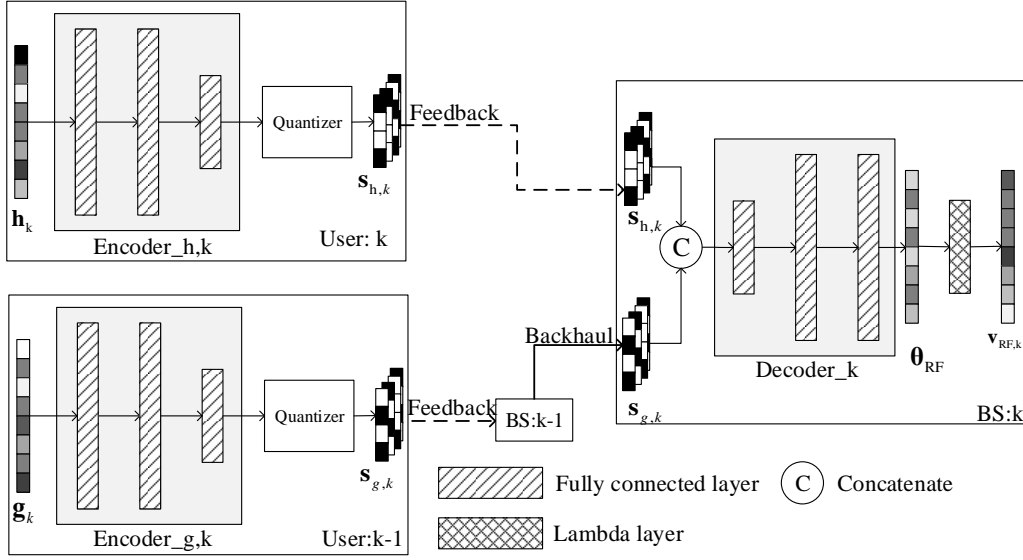 h_k
Encoder_h,k
Quantizer
s_h,k
User: k
Feedback
g_k
Encoder_g,k
Quantizer
s_g,k
User:k-1
Feedback
BS:k-1
Backhaul
s_h,k
C
s_g,k
Decoder_k
θ_RF
v_RF,k
BS:k
Fully connected layer
C Concatenate
Lambda layer